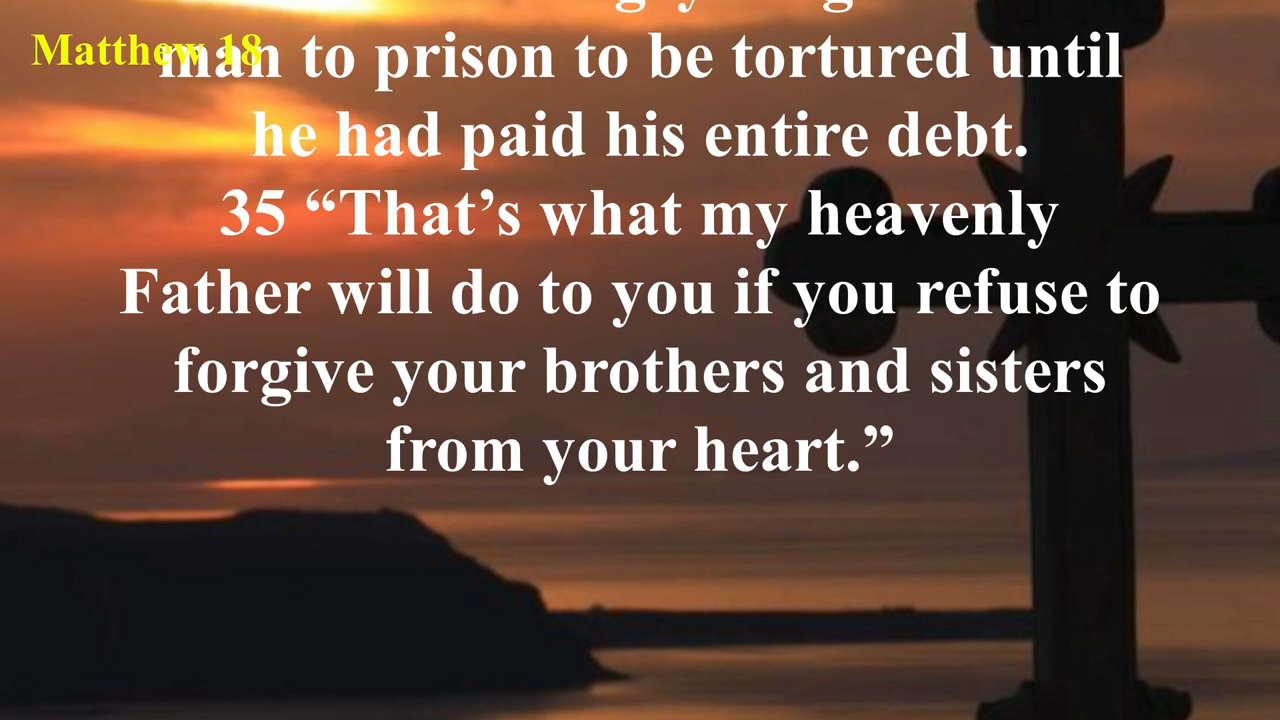 Matthew 18
man to prison to be tortured until
he had paid his entire debt.
35 “That’s what my heavenly
Father will do to you if you refuse to
forgive your brothers and sisters
from your heart.”